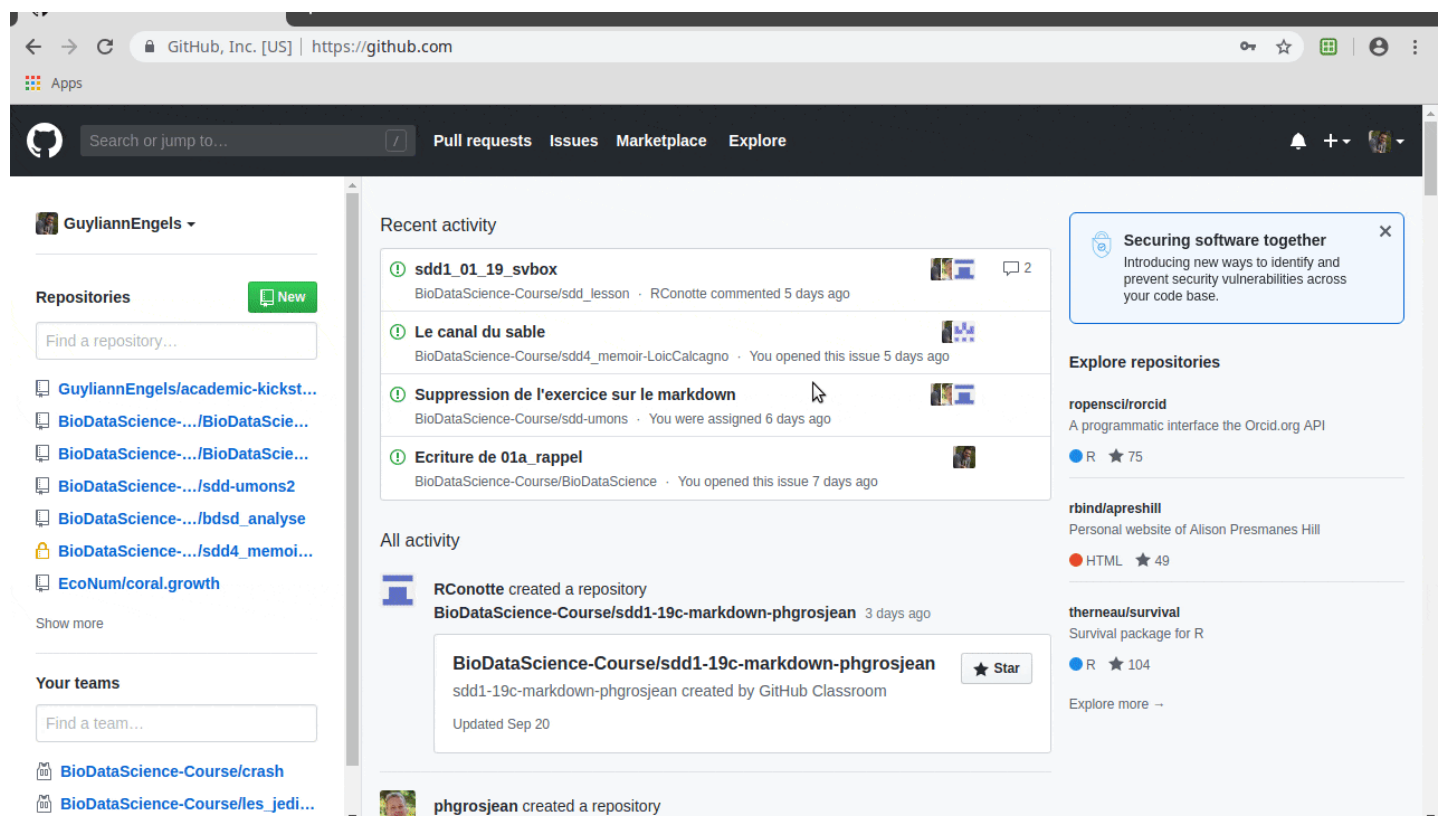 GitHub, Inc. [US] | https://github.com
Apps
Search or jump to… /
Pull requests Issues Marketplace Explore
GuyliannEngels
Repositories
New
Find a repository…
GuyliannEngels/academic-kickst…
BioDataScience-…/BioDataScie…
BioDataScience-…/BioDataScie…
BioDataScience-…/sdd-umons2
BioDataScience-…/bdsd_analyse
BioDataScience-…/sdd4_memoi…
EcoNum/coral.growth
Show more
Your teams
Find a team…
BioDataScience-Course/crash
BioDataScience-Course/les_jedi…
Recent activity
sdd1_01_19_svbox
2
BioDataScience-Course/sdd_lesson · RConotte commented 5 days ago
Le canal du sable
BioDataScience-Course/sdd4_memoir-LoicCalcagno · You opened this issue 5 days ago
Suppression de l'exercice sur le markdown
BioDataScience-Course/sdd-umons · You were assigned 6 days ago
Ecriture de 01a_rappel
BioDataScience-Course/BioDataScience · You opened this issue 7 days ago
All activity
RConotte created a repository
BioDataScience-Course/sdd1-19c-markdown-phgrosjean 3 days ago
BioDataScience-Course/sdd1-19c-markdown-phgrosjean
Star
sdd1-19c-markdown-phgrosjean created by GitHub Classroom
Updated Sep 20
phgrosjean created a repository
Securing software together
Introducing new ways to identify and
prevent security vulnerabilities across
your code base.
Explore repositories
ropensci/rorcid
A programmatic interface the Orcid.org API
R 75
rbind/apreshill
Personal website of Alison Presmanes Hill
HTML 49
therneau/survival
Survival package for R
R 104
Explore more →